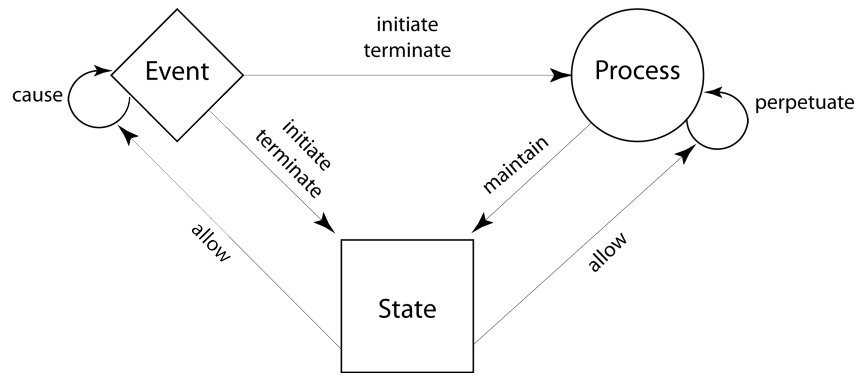 initiate
terminate
Event
Process
cause
perpetuate
initiate
terminate
maintain
allow
allow
State